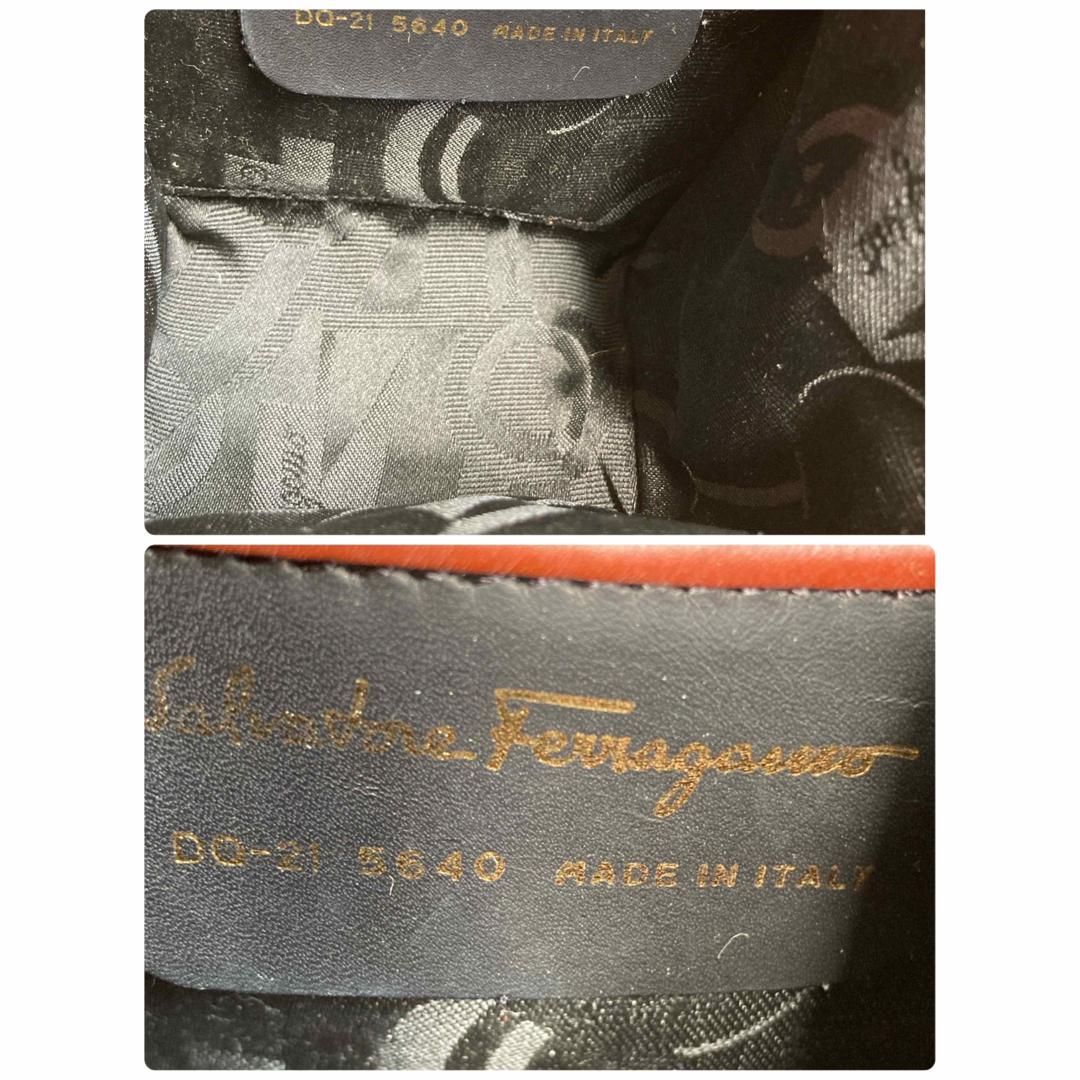 DQ-21 5640 MADE IN ITALY
Salvatore Ferragamo
DQ-21 5640 MADE IN ITALY